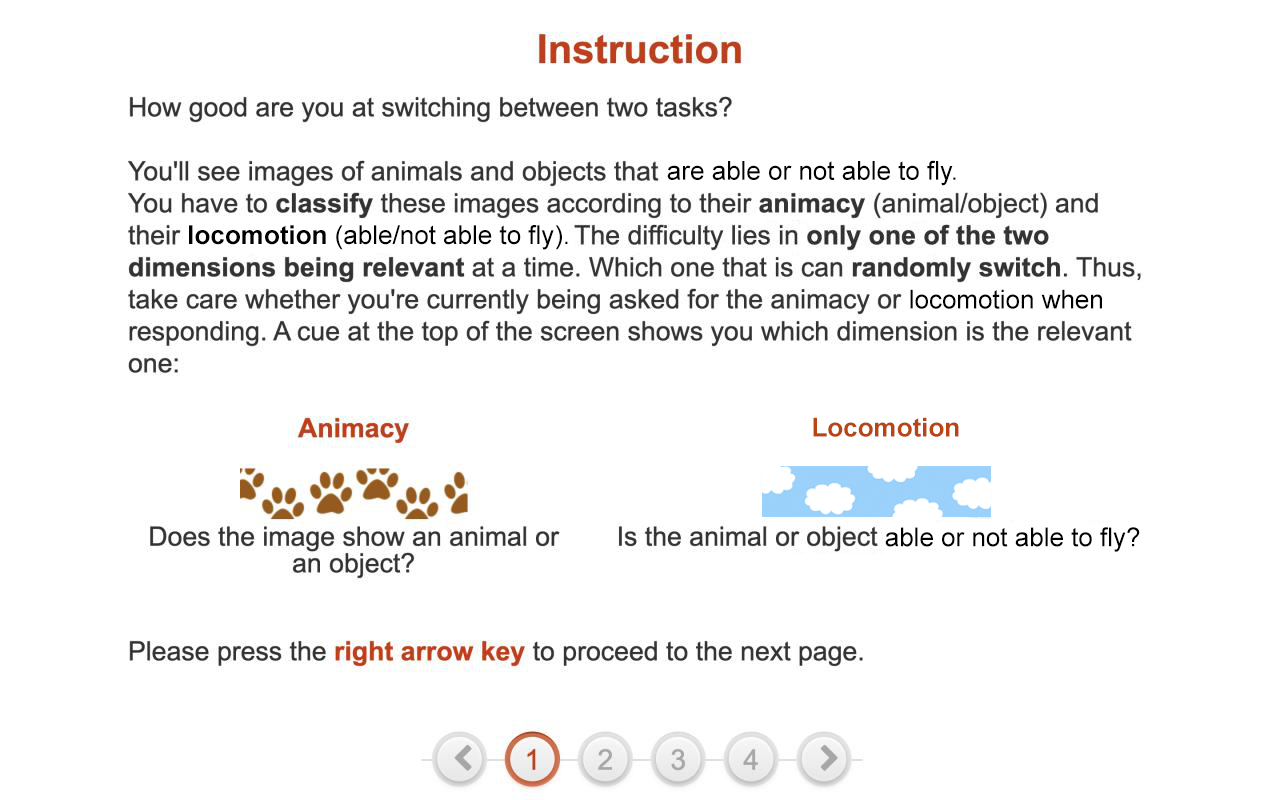 Instruction
How good are you at switching between two tasks?
You'll see images of animals and objects that are able or not able to fly.
You have to classify these images according to their animacy (animal/object) and
their locomotion (able/not able to fly). The difficulty lies in only one of the two
dimensions being relevant at a time. Which one that is can randomly switch. Thus,
take care whether you're currently being asked for the animacy or locomotion when
responding. A cue at the top of the screen shows you which dimension is the relevant
one:
Animacy
Does the image show an animal or
an object?
Locomotion
Is the animal or object able or not able to fly?
Please press the right arrow key to proceed to the next page.
1 2 3 4